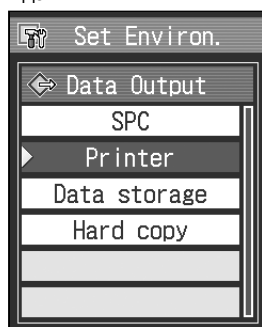 Set Environ.
Data Output
SPC
Printer
Data storage
Hard copy